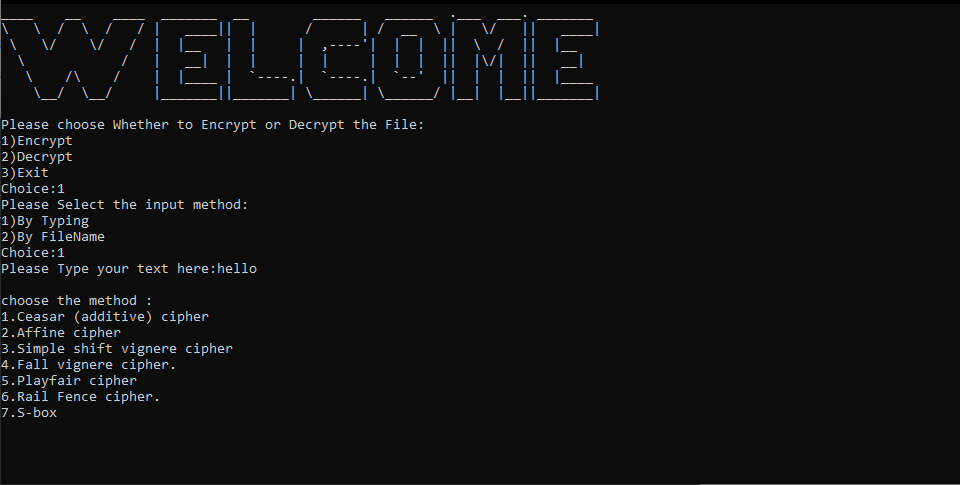 WELCOME
Please choose Whether to Encrypt or Decrypt the File:
1)Encrypt
2)Decrypt
3)Exit
Choice:1
Please Select the input method:
1)By Typing
2)By FileName
Choice:1
Please Type your text here:hello
choose the method :
1.Ceasar (additive) cipher
2.Affine cipher
3.Simple shift vignere cipher
4.Fall vignere cipher.
5.Playfair cipher
6.Rail Fence cipher.
7.S-box